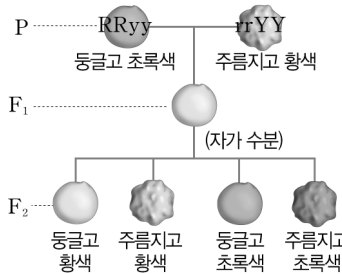 P RRyy rrYY
둥글고 초록색 주름지고 황색
F₁
(자가 수분)
F₂
둥글고 주름지고 둥글고 주름지고
황색 황색 초록색 초록색